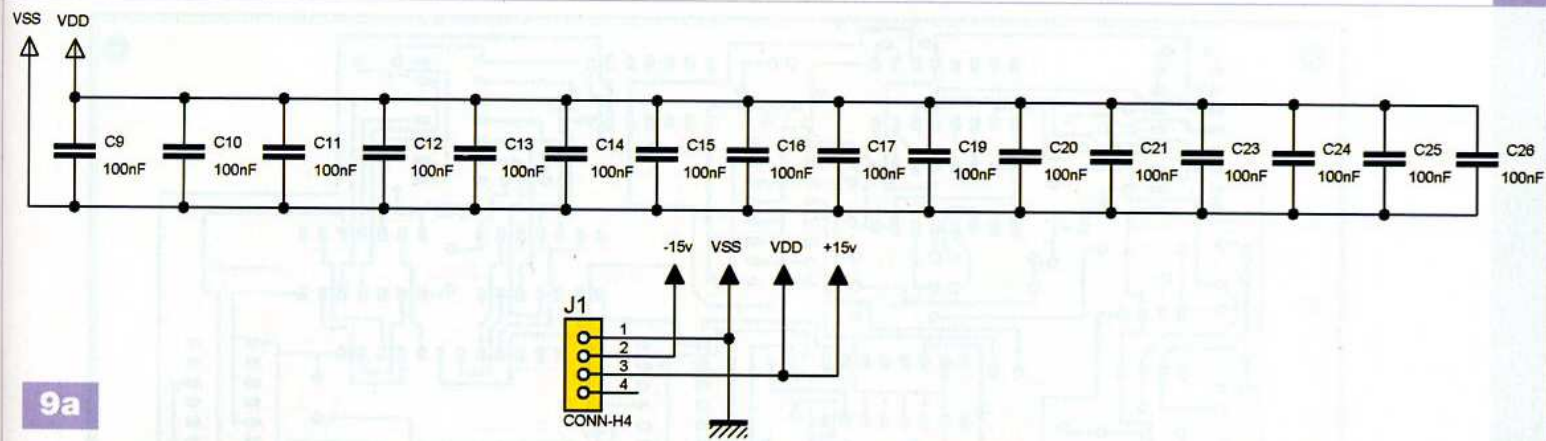 VSS VDD
C9 C10 C11 C12 C13 C14 C15 C16 C17 C19 C20 C21 C23 C24 C25 C26
100nF 100nF 100nF 100nF 100nF 100nF 100nF 100nF 100nF 100nF 100nF 100nF 100nF 100nF 100nF 100nF
-15v VSS VDD +15v
J1
1
2
3
4
CONN-H4
9a